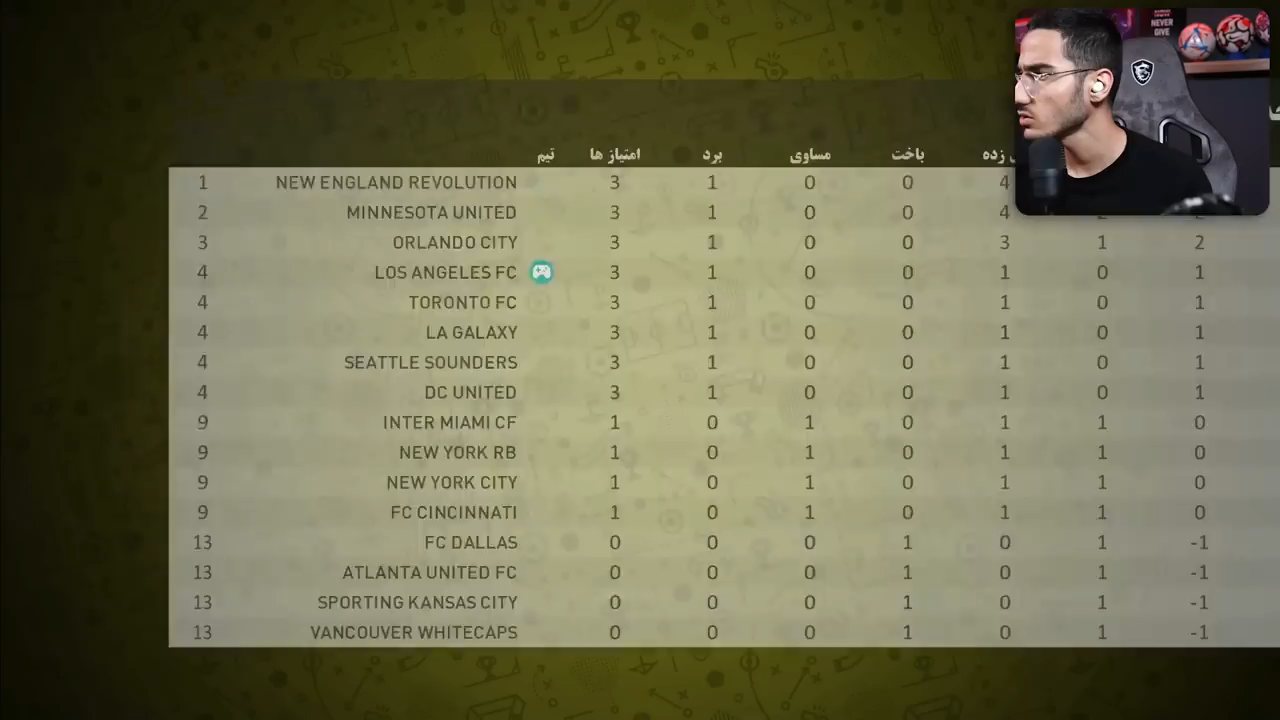 NEVER
GIVE
تیم امتیاز ها برد مساوی باخت زده
1 NEW ENGLAND REVOLUTION 3 1 0 0 4
2 MINNESOTA UNITED 3 1 0 0 4
3 ORLANDO CITY 3 1 0 0 3 1 2
4 LOS ANGELES FC 3 1 0 0 1 0 1
4 TORONTO FC 3 1 0 0 1 0 1
4 LA GALAXY 3 1 0 0 1 0 1
4 SEATTLE SOUNDERS 3 1 0 0 1 0 1
4 DC UNITED 3 1 0 0 1 0 1
9 INTER MIAMI CF 1 0 1 0 1 1 0
9 NEW YORK RB 1 0 1 0 1 1 0
9 NEW YORK CITY 1 0 1 0 1 1 0
9 FC CINCINNATI 1 0 1 0 1 1 0
13 FC DALLAS 0 0 0 1 0 1 -1
13 ATLANTA UNITED FC 0 0 0 1 0 1 -1
13 SPORTING KANSAS CITY 0 0 0 1 0 1 -1
13 VANCOUVER WHITECAPS 0 0 0 1 0 1 -1